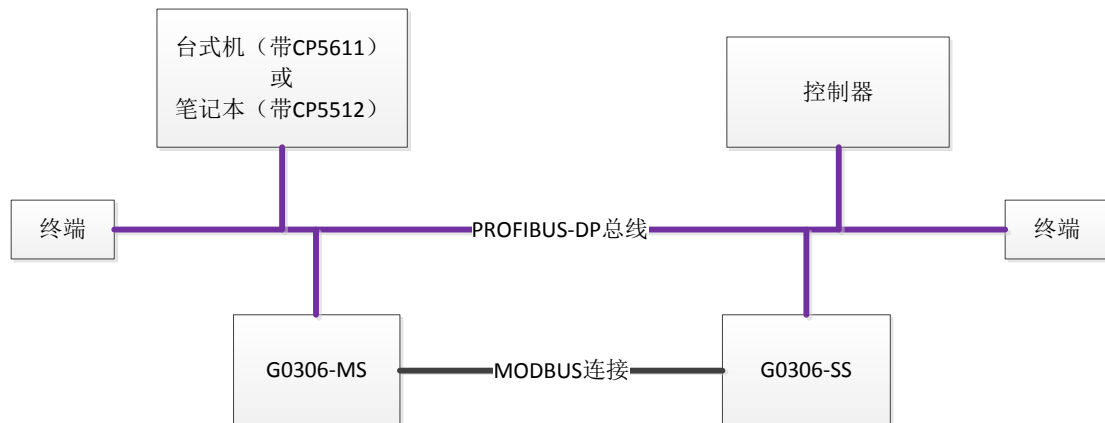 台式机（带CP5611）
或
笔记本（带CP5512）
控制器
终端
PROFIBUS-DP总线
终端
G0306-MS
MODBUS连接
G0306-SS